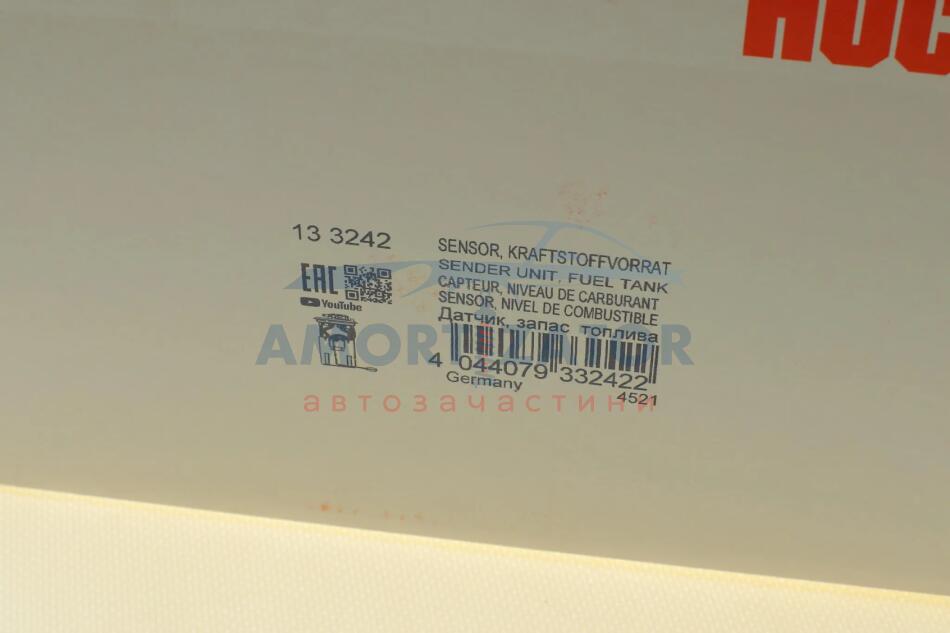 HUC
13 3242
SENSOR, KRAFTSTOFFVORRAT
SENDER UNIT, FUEL TANK
CAPTEUR, NIVEAU DE CARBURANT
SENSOR, NIVEL DE COMBUSTIBLE
Датчик, запас топлива
EAC
YouTube
4 044079 332422
Germany
4521
автозачастини